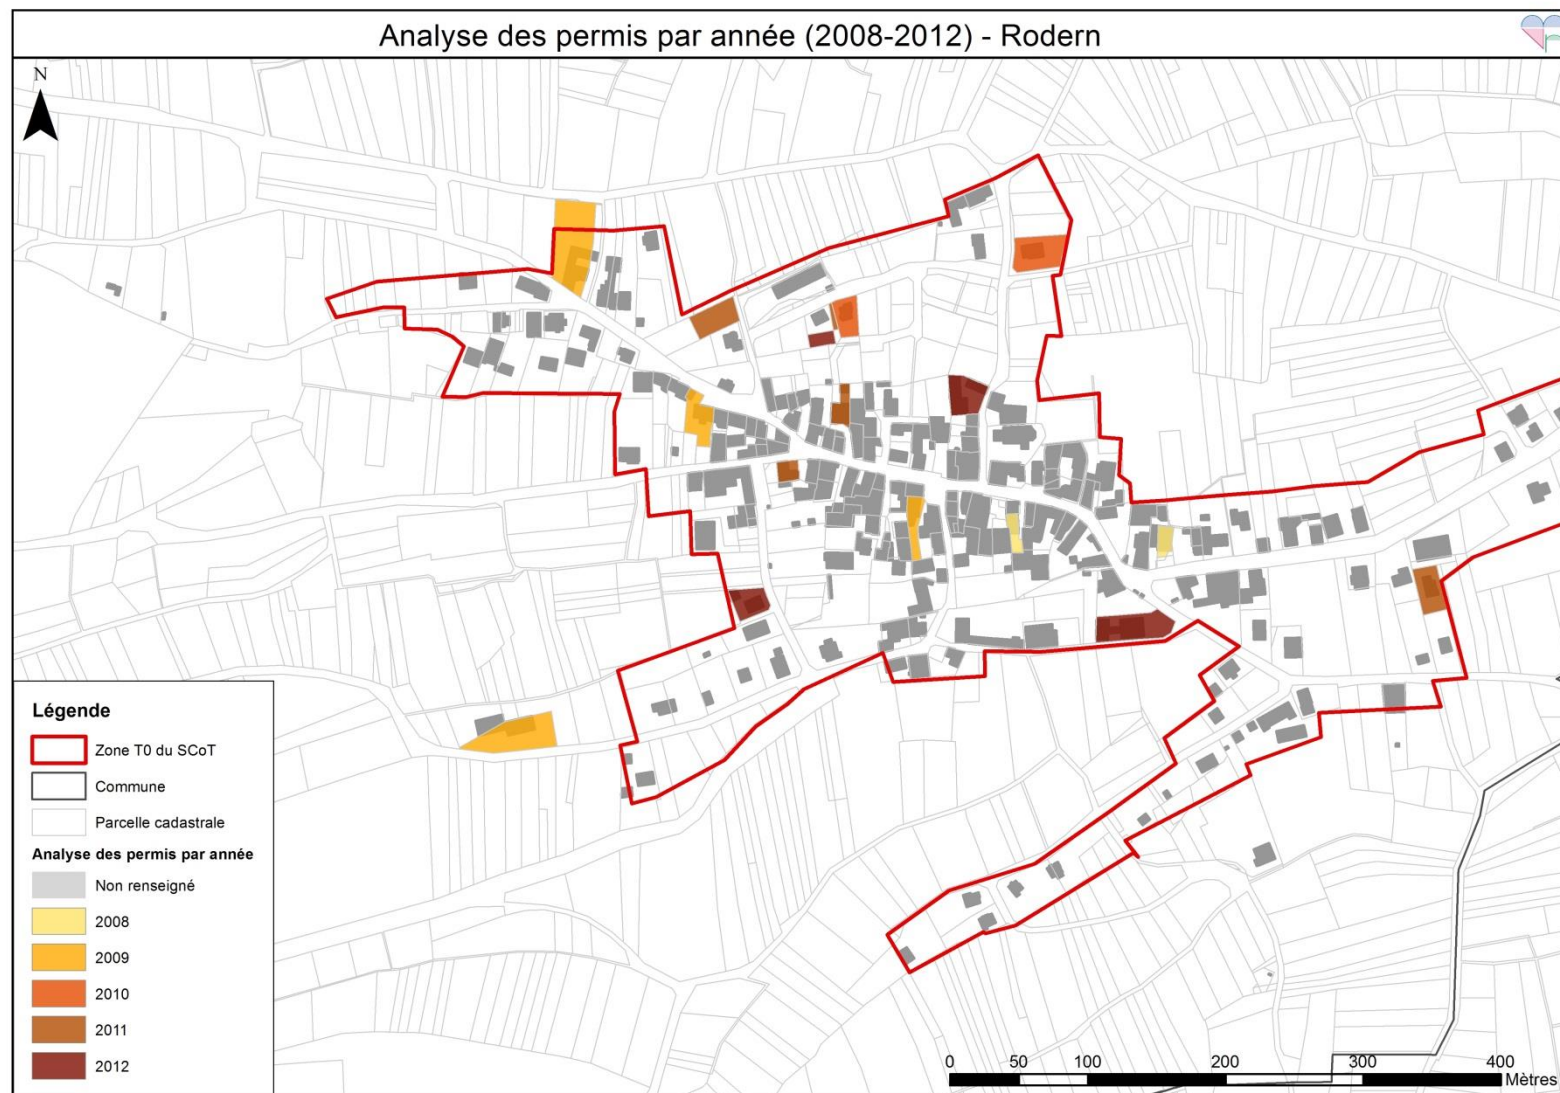 Analyse des permis par année (2008-2012) - Rodern
N
Légende
Zone T0 du SCoT
Commune
Parcelle cadastrale
Analyse des permis par année
Non renseigné
2008
2009
2010
2011
2012
0 50 100 200 300 400
Mètres